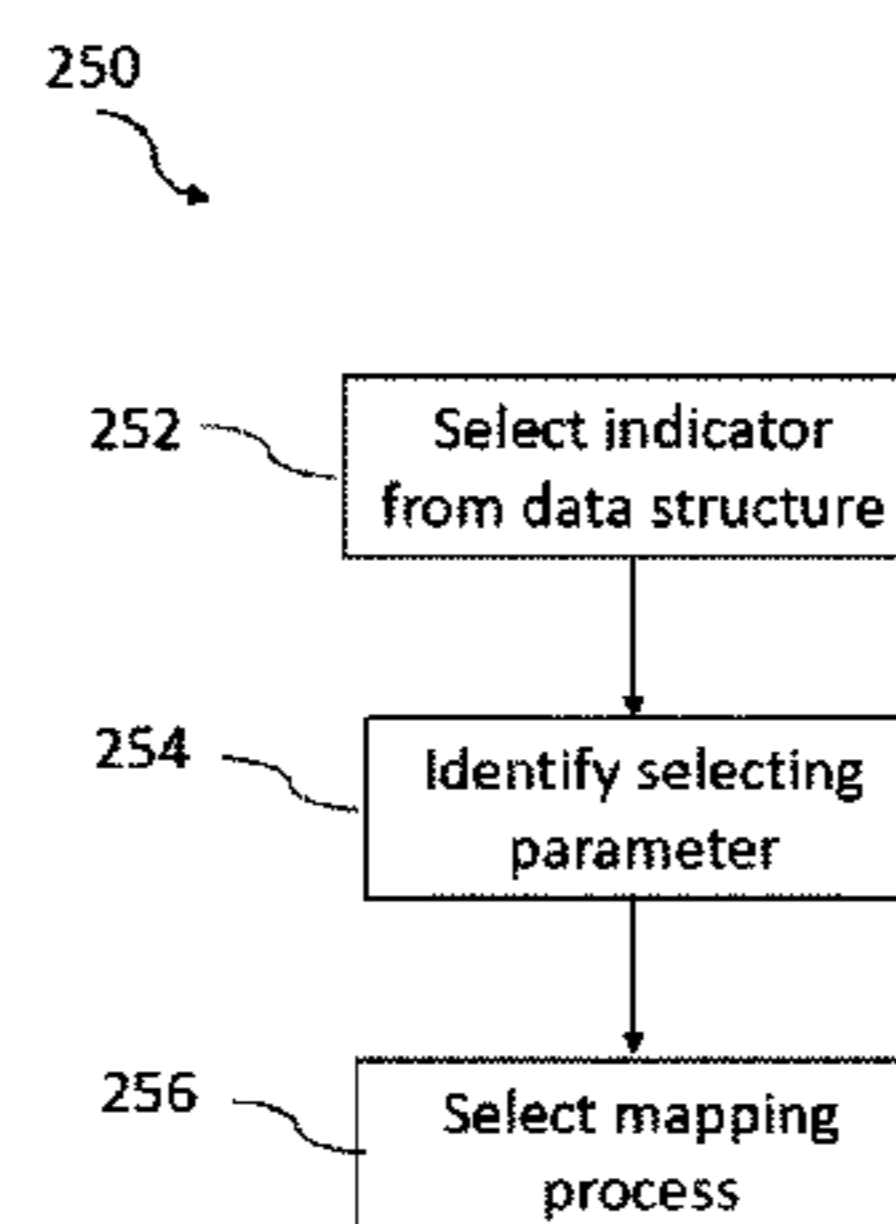 250
252
Select indicator
from data structure
254
Identify selecting
parameter
256
Select mapping
process